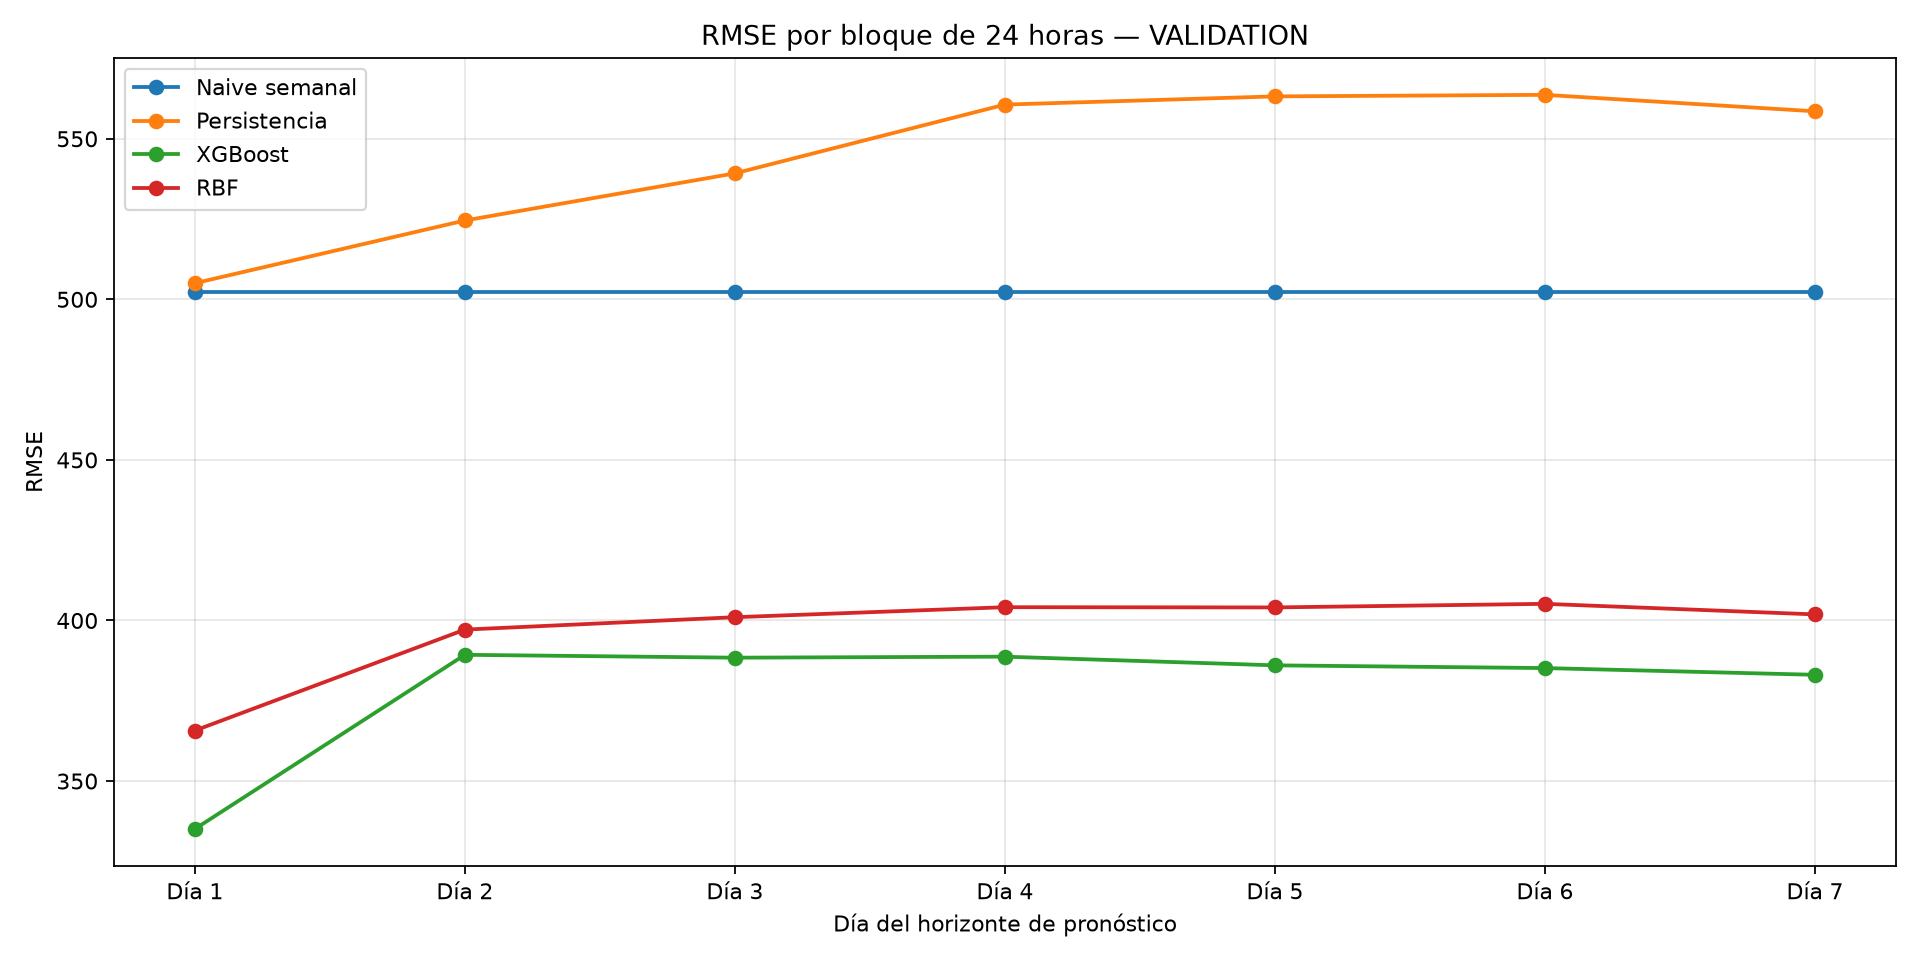 RMSE por bloque de 24 horas — VALIDATION
Naive semanal
Persistencia
XGBoost
RBF
RMSE
550
500
450
400
350
Día 1 Día 2 Día 3 Día 4 Día 5 Día 6 Día 7
Día del horizonte de pronóstico